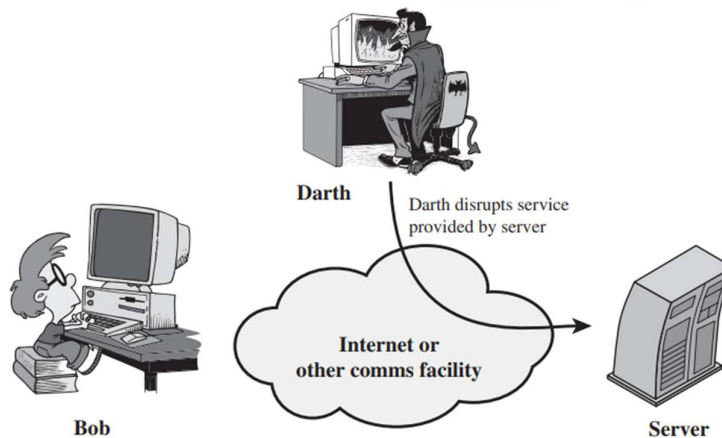 Darth
Darth disrupts service
provided by server
Internet or
other comms facility
Bob
Server